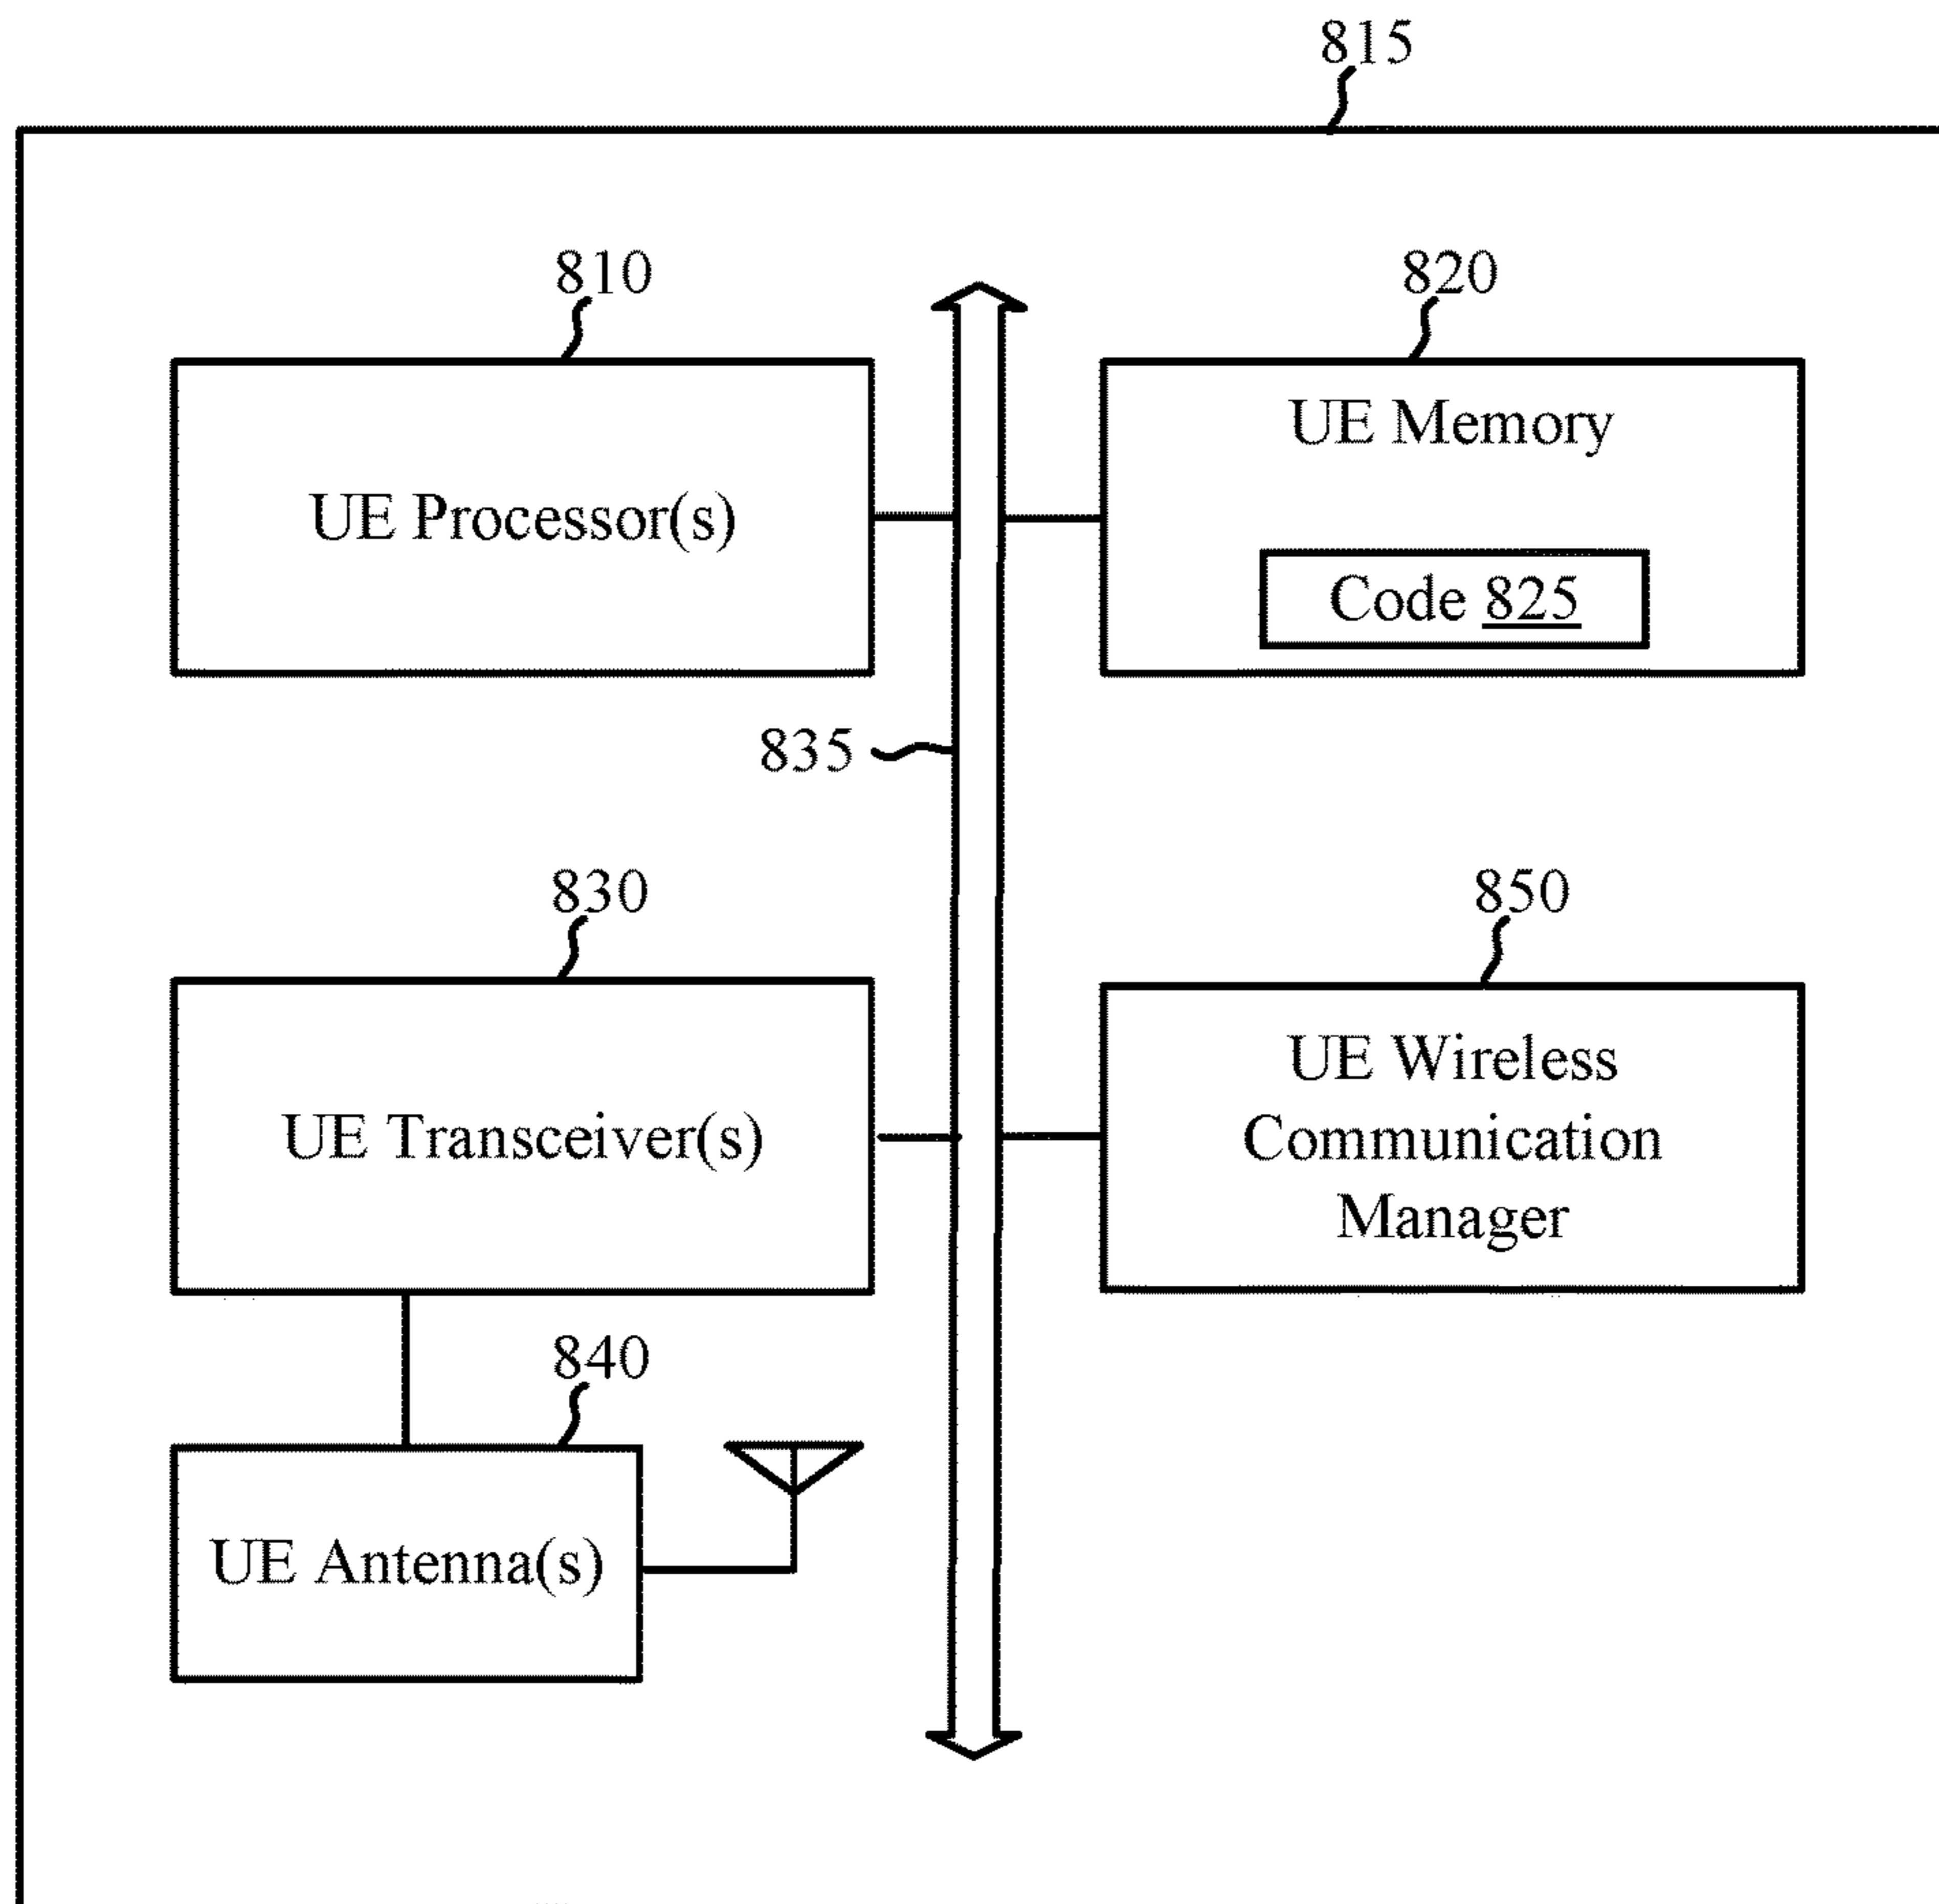 815
810
820
UE Processor(s)
UE Memory
Code 825
835
830
850
UE Transceiver(s)
UE Wireless
Communication
Manager
840
UE Antenna(s)